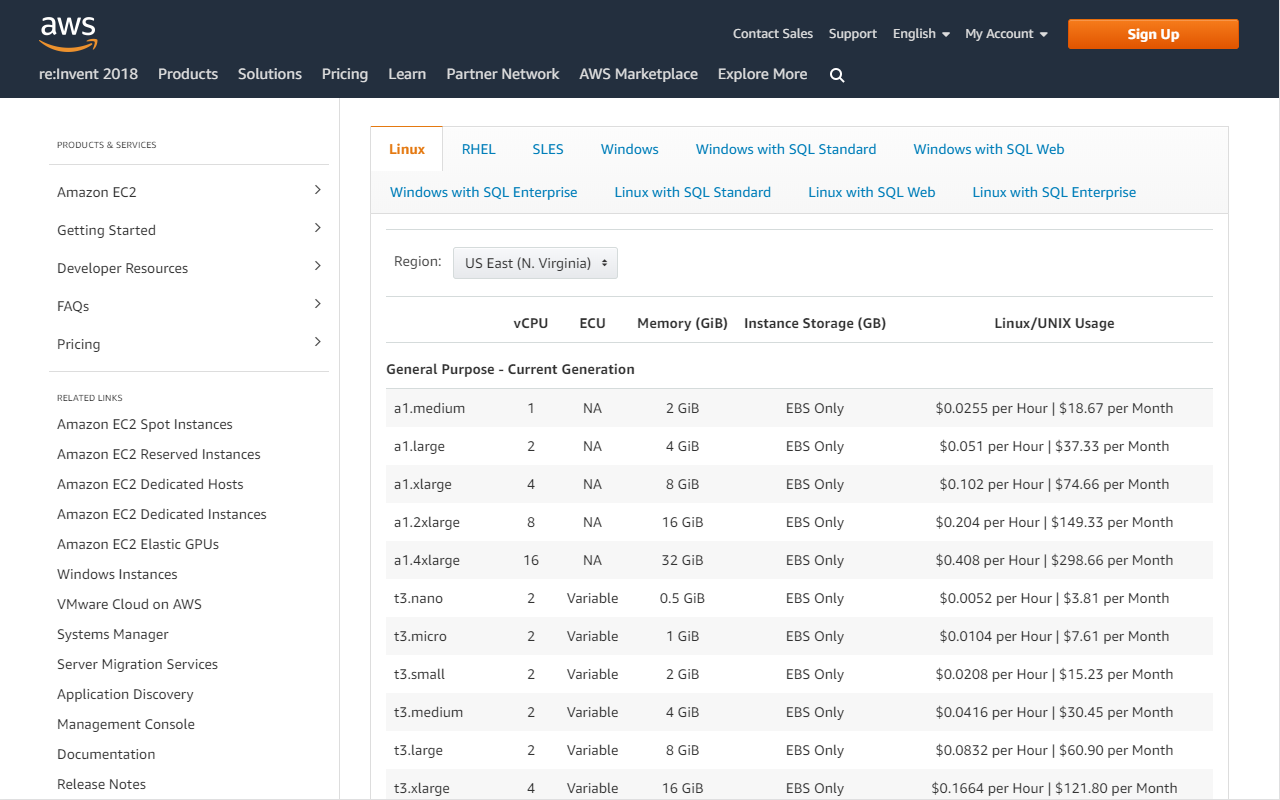 aws
Contact Sales Support English My Account Sign Up
re:Invent 2018 Products Solutions Pricing Learn Partner Network AWS Marketplace Explore More
PRODUCTS & SERVICES
Amazon EC2
Getting Started
Developer Resources
FAQs
Pricing
RELATED LINKS
Amazon EC2 Spot Instances
Amazon EC2 Reserved Instances
Amazon EC2 Dedicated Hosts
Amazon EC2 Dedicated Instances
Amazon EC2 Elastic GPUs
Windows Instances
VMware Cloud on AWS
Systems Manager
Server Migration Services
Application Discovery
Management Console
Documentation
Release Notes
Linux RHEL SLES Windows Windows with SQL Standard Windows with SQL Web
Windows with SQL Enterprise Linux with SQL Standard Linux with SQL Web Linux with SQL Enterprise
Region: US East (N. Virginia)
vCPU ECU Memory (GiB) Instance Storage (GB) Linux/UNIX Usage
General Purpose - Current Generation
a1.medium 1 NA 2 GiB EBS Only $0.0255 per Hour | $18.67 per Month
a1.large 2 NA 4 GiB EBS Only $0.051 per Hour | $37.33 per Month
a1.xlarge 4 NA 8 GiB EBS Only $0.102 per Hour | $74.66 per Month
a1.2xlarge 8 NA 16 GiB EBS Only $0.204 per Hour | $149.33 per Month
a1.4xlarge 16 NA 32 GiB EBS Only $0.408 per Hour | $298.66 per Month
t3.nano 2 Variable 0.5 GiB EBS Only $0.0052 per Hour | $3.81 per Month
t3.micro 2 Variable 1 GiB EBS Only $0.0104 per Hour | $7.61 per Month
t3.small 2 Variable 2 GiB EBS Only $0.0208 per Hour | $15.23 per Month
t3.medium 2 Variable 4 GiB EBS Only $0.0416 per Hour | $30.45 per Month
t3.large 2 Variable 8 GiB EBS Only $0.0832 per Hour | $60.90 per Month
t3.xlarge 4 Variable 16 GiB EBS Only $0.1664 per Hour | $121.80 per Month